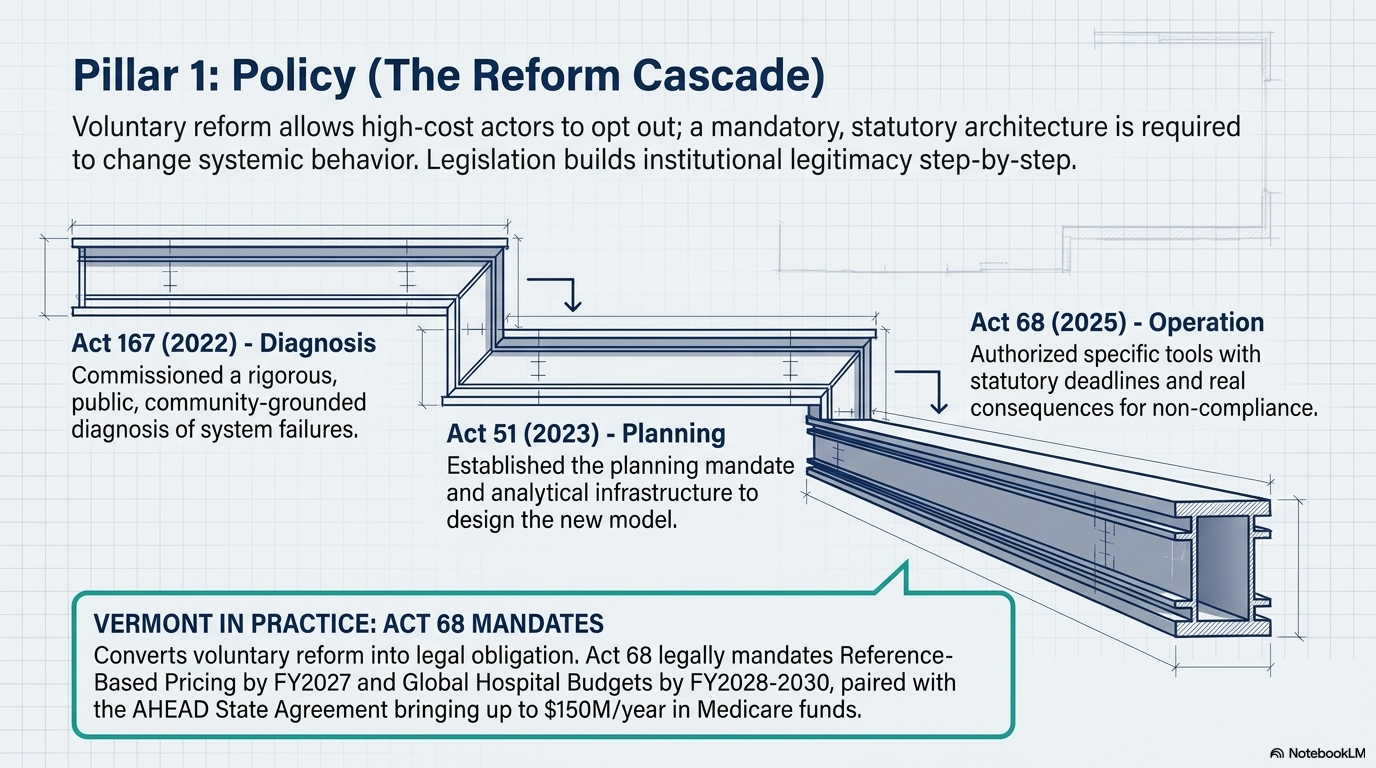 Pillar 1: Policy (The Reform Cascade)
Voluntary reform allows high-cost actors to opt out; a mandatory, statutory architecture is required
to change systemic behavior. Legislation builds institutional legitimacy step-by-step.
Act 167 (2022) - Diagnosis
Commissioned a rigorous,
public, community-grounded
diagnosis of system failures.
Act 51 (2023) - Planning
Established the planning mandate
and analytical infrastructure to
design the new model.
Act 68 (2025) - Operation
Authorized specific tools with
statutory deadlines and real
consequences for non-compliance.
VERMONT IN PRACTICE: ACT 68 MANDATES
Converts voluntary reform into legal obligation. Act 68 legally mandates Reference-
Based Pricing by FY2027 and Global Hospital Budgets by FY2028-2030, paired with
the AHEAD State Agreement bringing up to $150M/year in Medicare funds.
NotebookLM